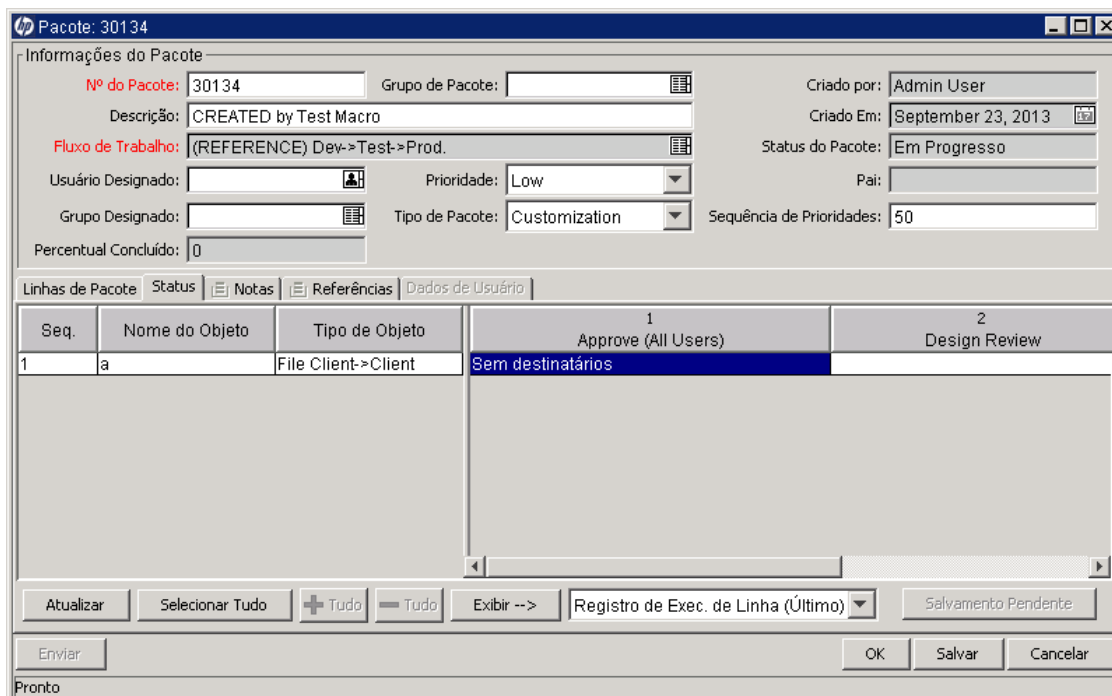 hp Pacote: 30134
Informações do Pacote
Nº do Pacote: 30134 Grupo de Pacote: Criado por: Admin User
Descrição: CREATED by Test Macro Criado Em: September 23, 2013 17
Fluxo de Trabalho: (REFERENCE) Dev->Test->Prod. Status do Pacote: Em Progresso
Usuário Designado: Prioridade: Low Pai:
Grupo Designado: Tipo de Pacote: Customization Sequência de Prioridades: 50
Percentual Concluído: 0
Linhas de Pacote Status Notas Referências Dados de Usuário
Seq. Nome do Objeto Tipo de Objeto 1 Approve (All Users) 2 Design Review
1 a File Client->Client Sem destinatários
Atualizar Selecionar Tudo Tudo Tudo Exibir --> Registro de Exec. de Linha (Último) Salvamento Pendente
Enviar OK Salvar Cancelar
Pronto